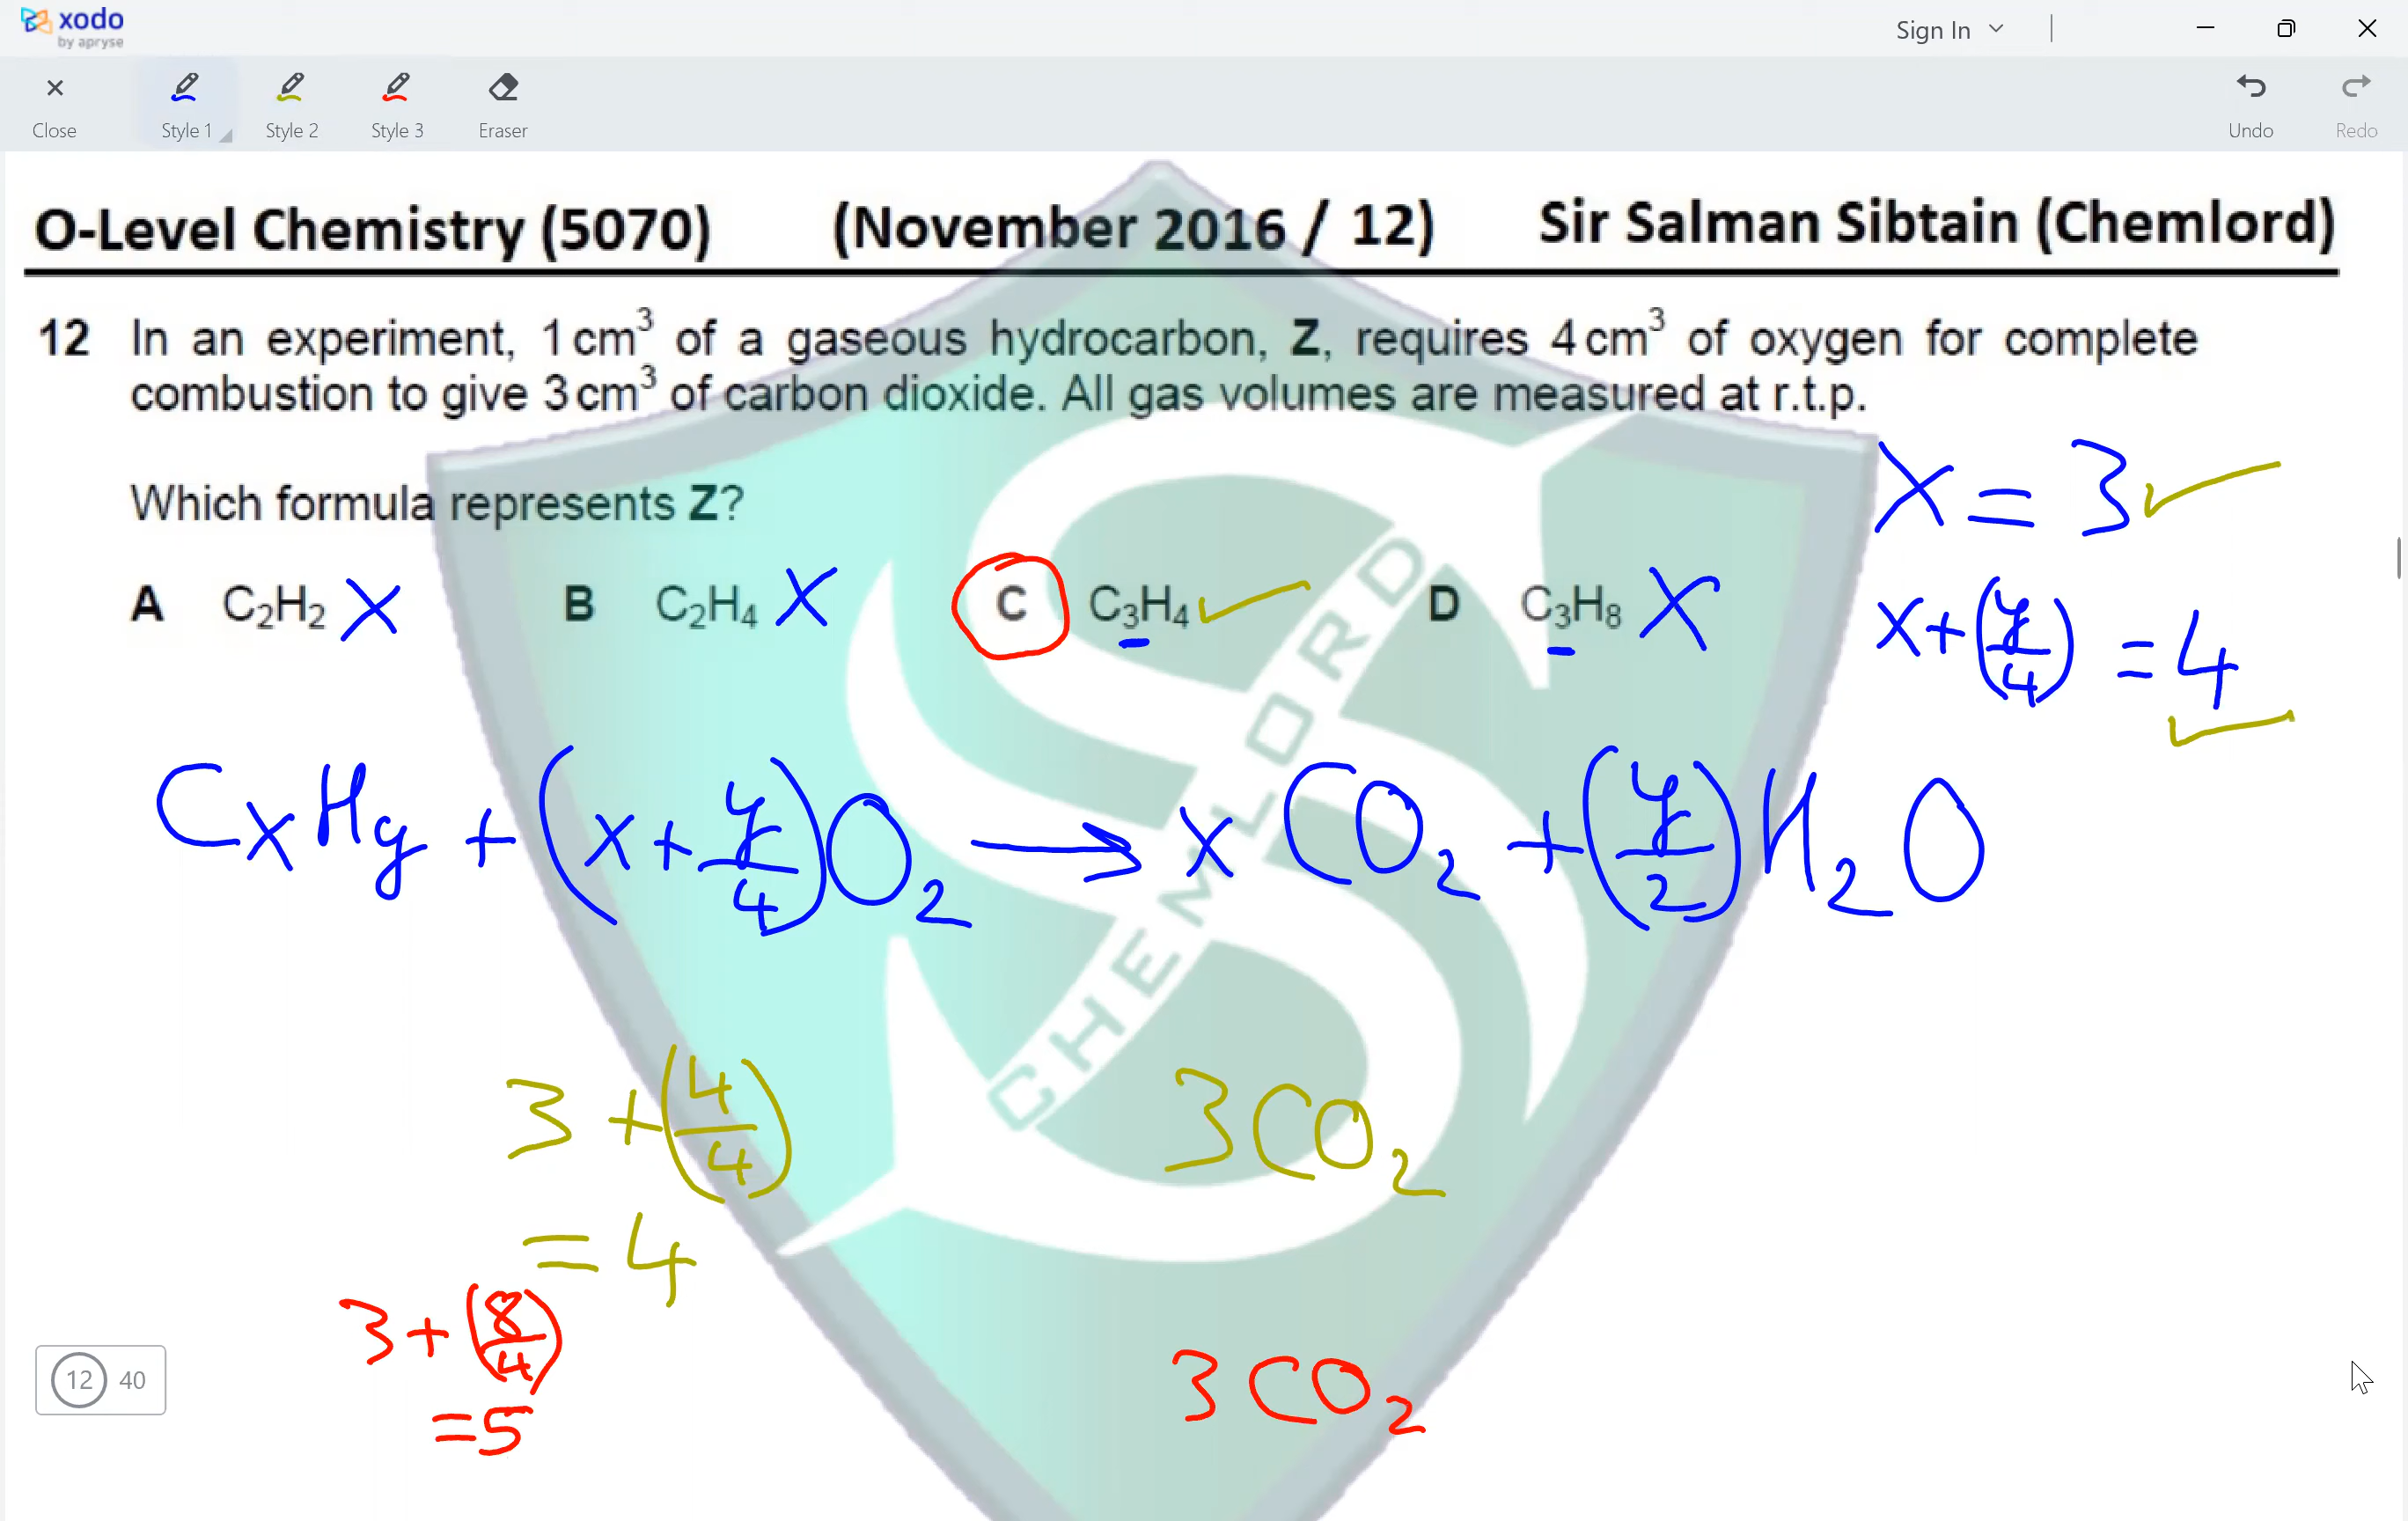 xodo
by apryse
Sign In
Close
Style 1
Style 2
Style 3
Eraser
Undo
Redo
O-Level Chemistry (5070) (November 2016 / 12) Sir Salman Sibtain (Chemlord)
12 In an experiment, 1 cm³ of a gaseous hydrocarbon, Z, requires 4 cm³ of oxygen for complete
combustion to give 3 cm³ of carbon dioxide. All gas volumes are measured at r.t.p.
Which formula represents Z?
x = 3 ✓
A C₂H₂ X B C₂H₄ X C C₃H₄ ✓ D C₃H₈ X
x + (y/4) = 4 ✓
CxHy + (x + y/4) O₂ → x CO₂ + (y/2) H₂O
CHEMLORD
3 + (4/4) 3CO₂
= 4
3 + (8/4) 3CO₂
= 5
12 40